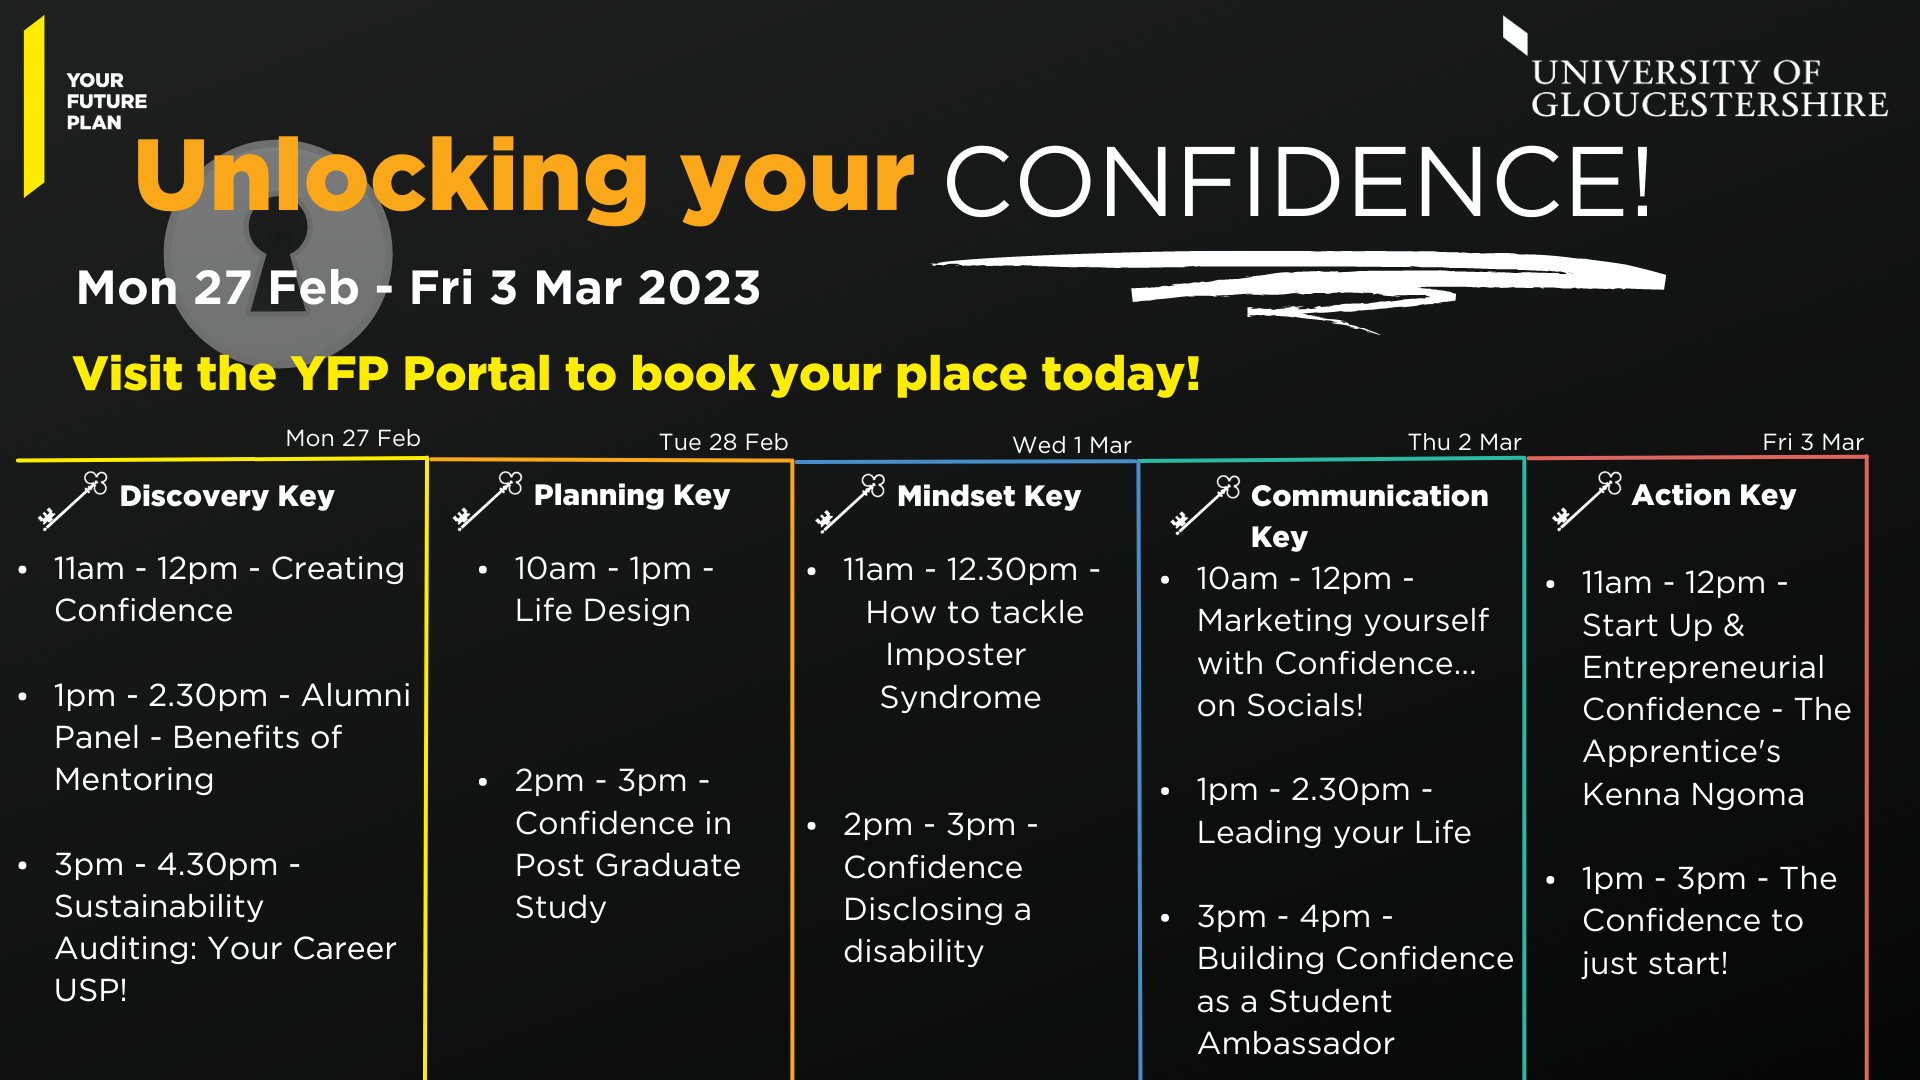 YOUR
FUTURE
PLAN
UNIVERSITY OF
GLOUCESTERSHIRE
Unlocking your CONFIDENCE!
Mon 27 Feb - Fri 3 Mar 2023
Visit the YFP Portal to book your place today!
Mon 27 Feb
Discovery Key
• 11am - 12pm - Creating
Confidence
• 1pm - 2.30pm - Alumni
Panel - Benefits of
Mentoring
• 3pm - 4.30pm -
Sustainability
Auditing: Your Career
USP!
Tue 28 Feb
Planning Key
• 10am - 1pm -
Life Design
• 2pm - 3pm -
Confidence in
Post Graduate
Study
Wed 1 Mar
Mindset Key
• 11am - 12.30pm -
How to tackle
Imposter
Syndrome
• 2pm - 3pm -
Confidence
Disclosing a
disability
Thu 2 Mar
Communication
Key
• 10am - 12pm -
Marketing yourself
with Confidence...
on Socials!
• 1pm - 2.30pm -
Leading your Life
• 3pm - 4pm -
Building Confidence
as a Student
Ambassador
Fri 3 Mar
Action Key
• 11am - 12pm -
Start Up &
Entrepreneurial
Confidence - The
Apprentice's
Kenna Ngoma
• 1pm - 3pm - The
Confidence to
just start!